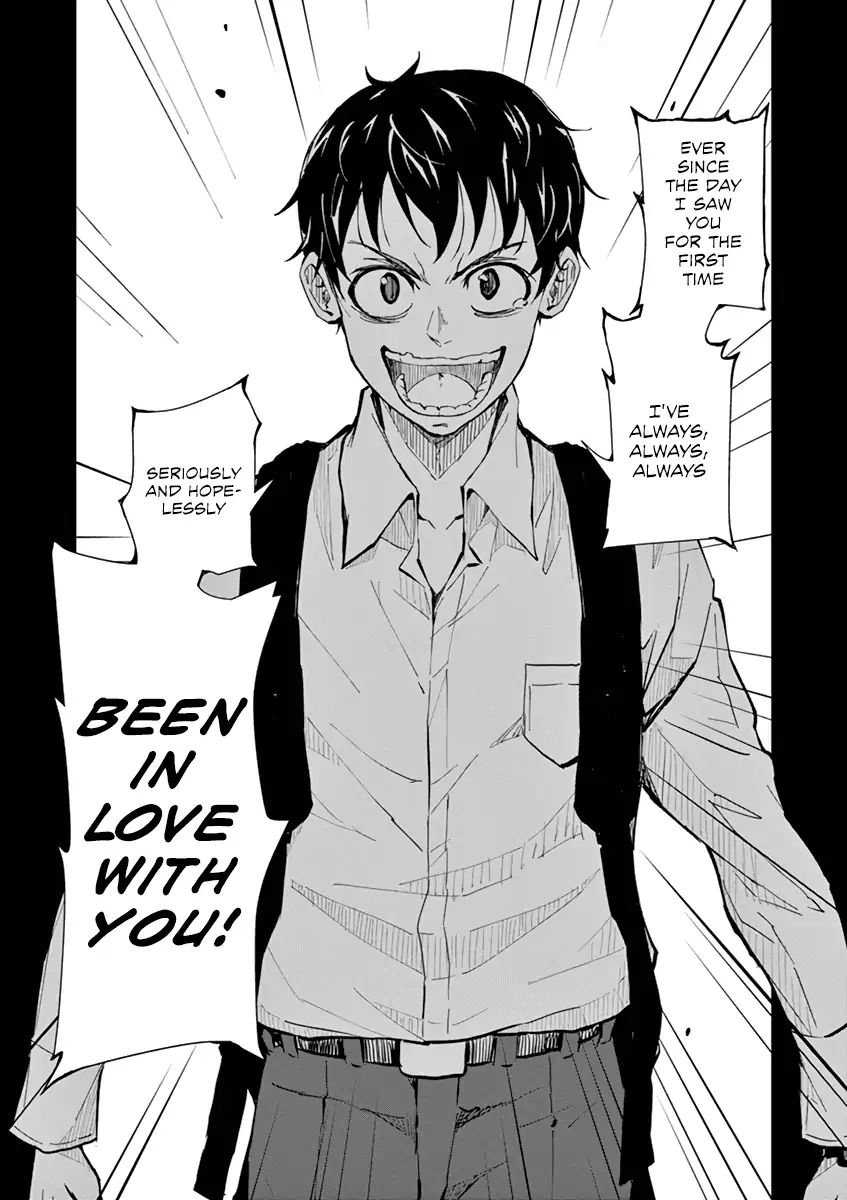 EVER
SINCE
THE DAY
I SAW
YOU
FOR THE
FIRST
TIME
I'VE
ALWAYS,
ALWAYS,
ALWAYS
SERIOUSLY
AND HOPE-
LESSLY
BEEN
IN
LOVE
WITH
YOU!